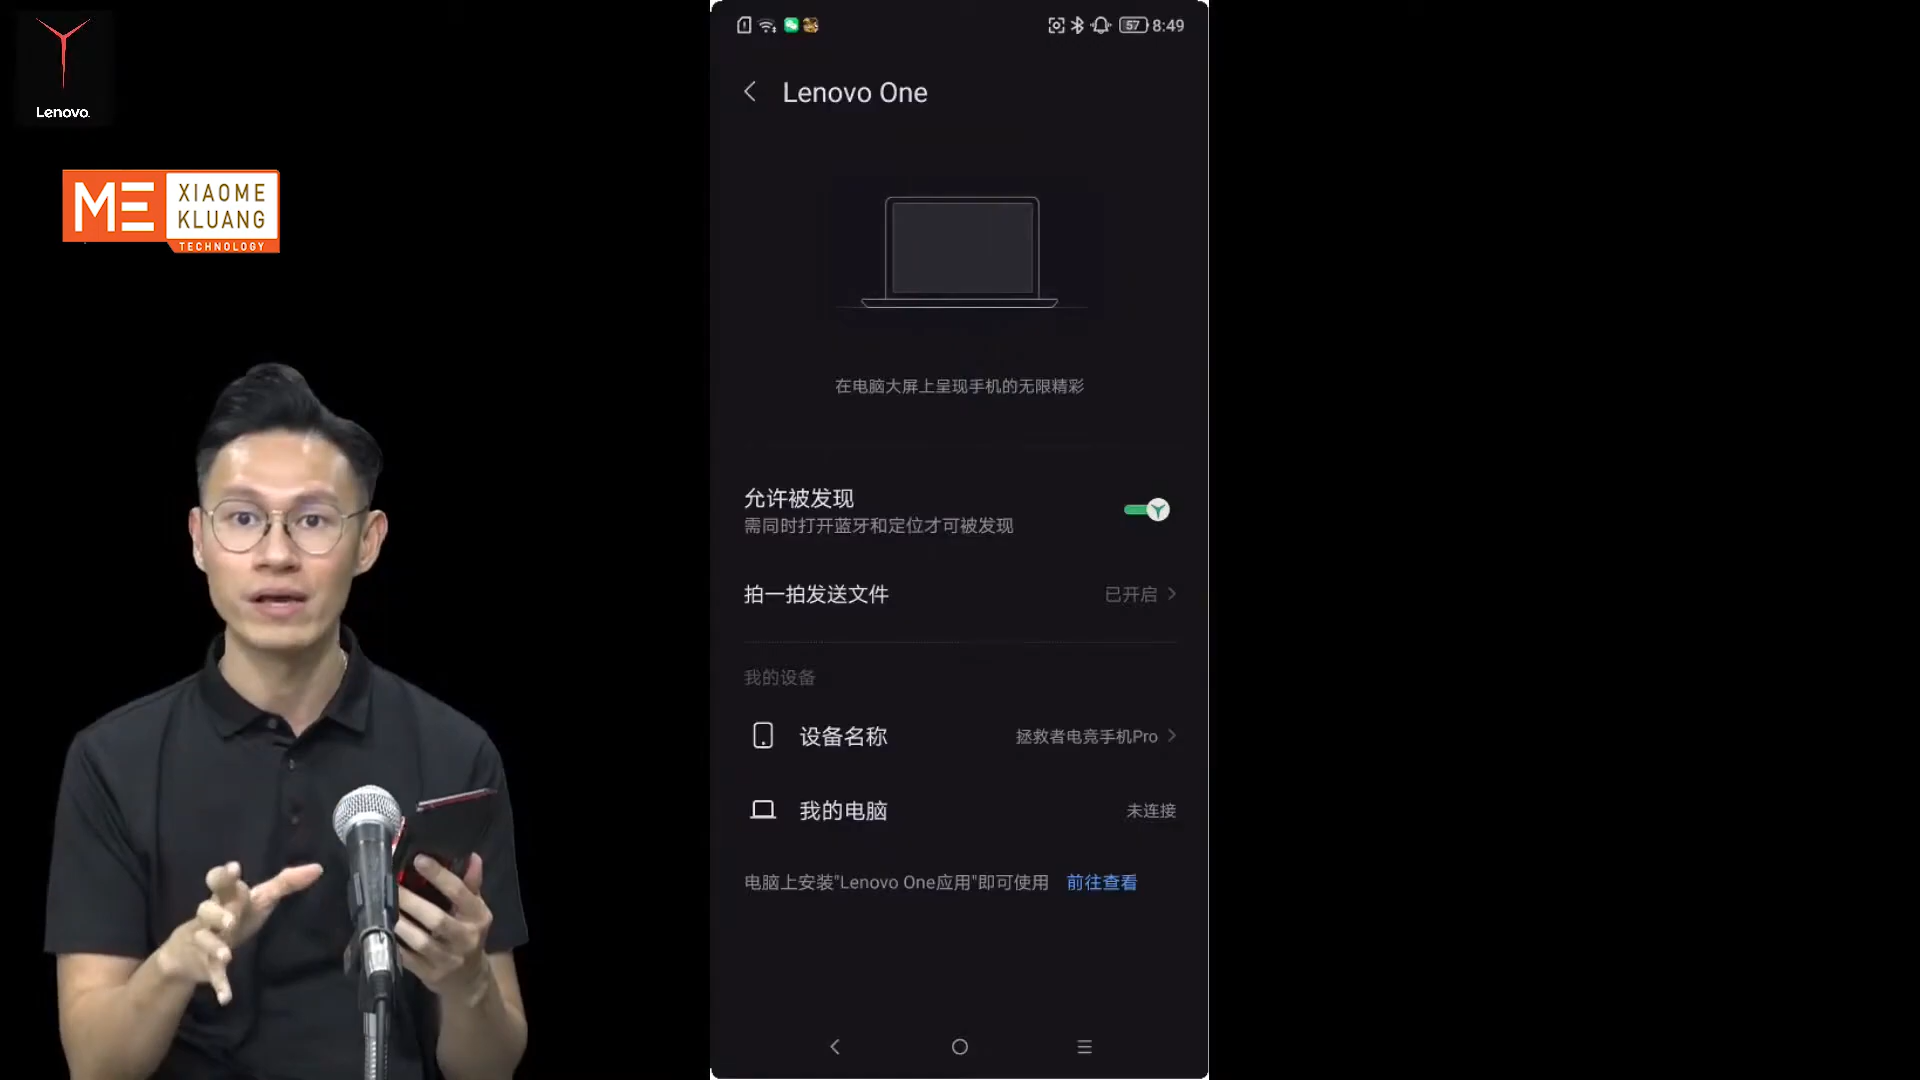 Lenovo.
ME XIAOME
KLUANG
TECHNOLOGY
57 8:49
Lenovo One
在电脑大屏上呈现手机的无限精彩
允许被发现
需同时打开蓝牙和定位才可被发现
拍一拍发送文件 已开启
我的设备
设备名称 拯救者电竞手机Pro
我的电脑 未连接
电脑上安装"Lenovo One应用"即可使用 前往查看